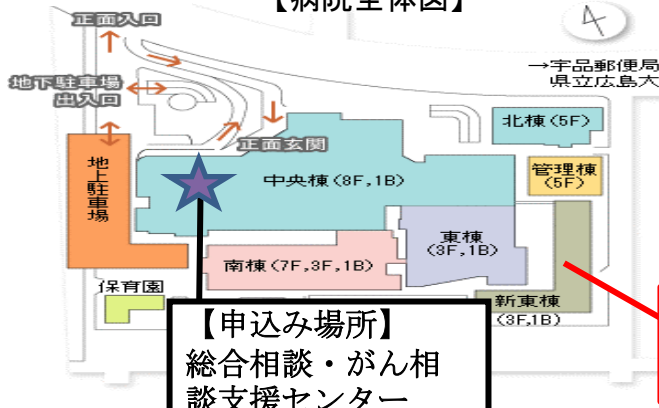 【病院全体図】
正面入口
→宇品郵便局
県立広島大
地下駐車場
出入口
北棟(5F)
正面玄関
地上駐車場
中央棟(8F,1B)
管理棟
(5F)
東棟
(3F,1B)
南棟(7F,3F,1B)
保育園
新東棟
(3F,1B)
【申込み場所】
総合相談・がん相
談支援センター